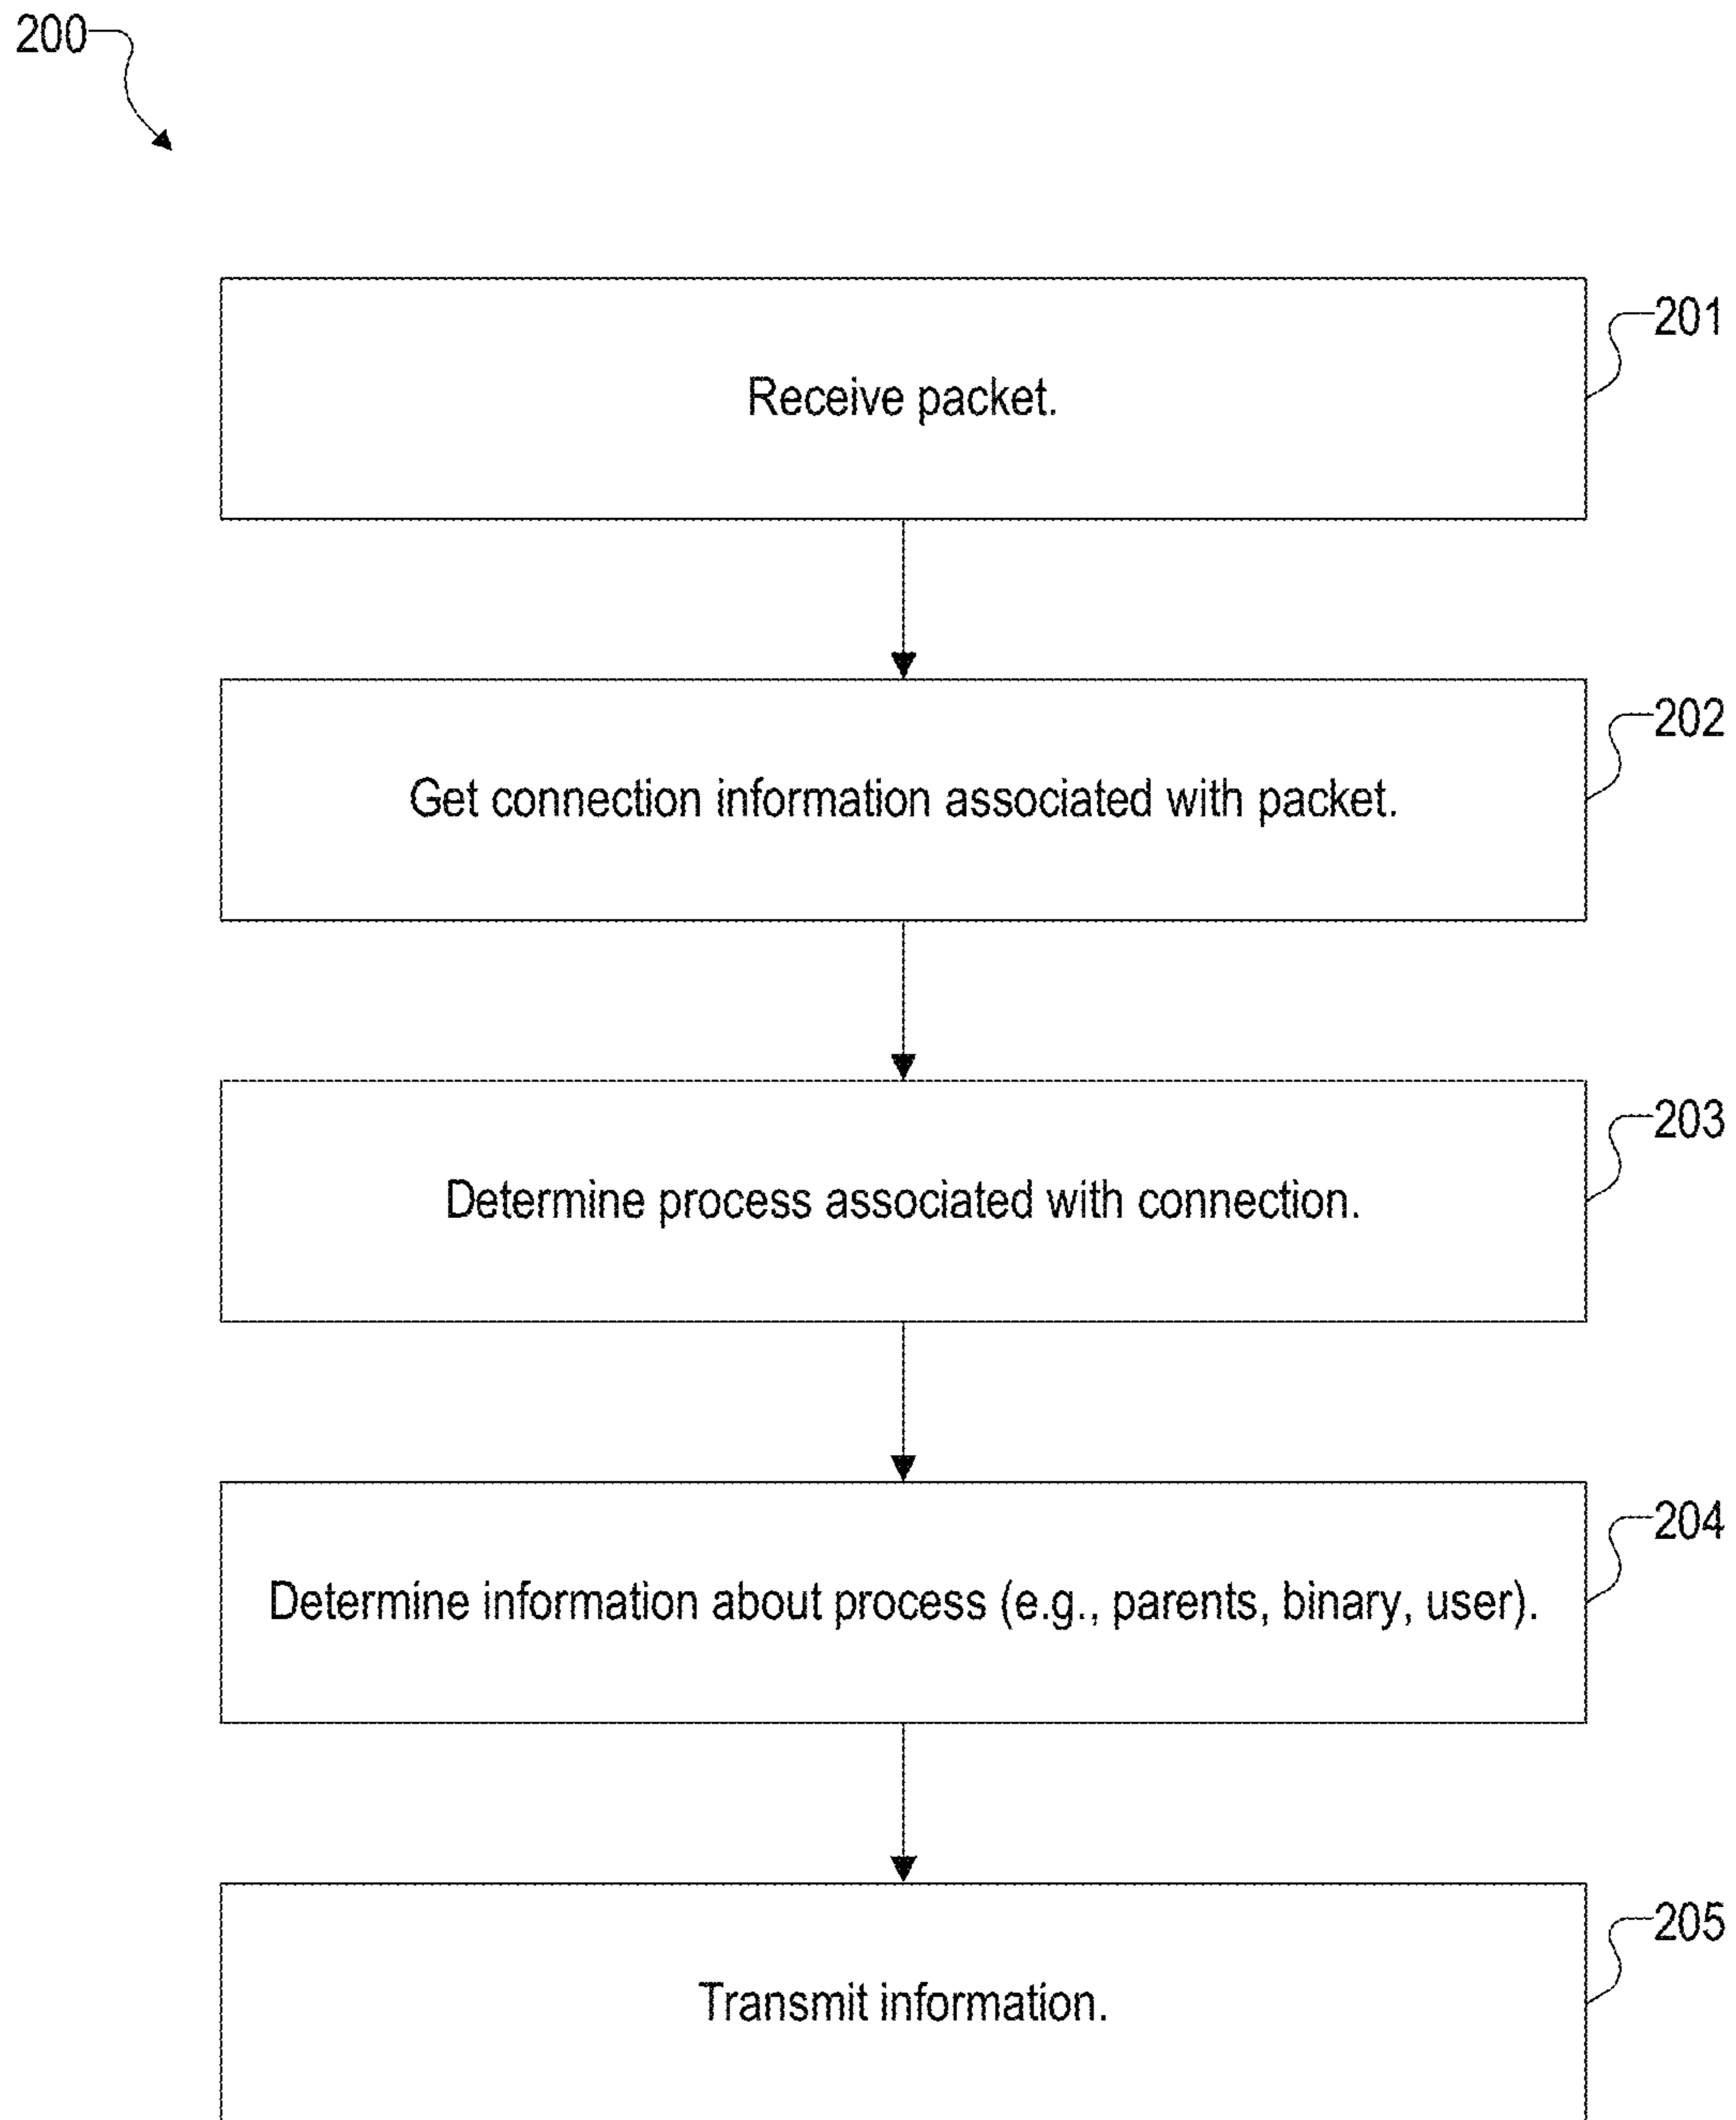 200
201
Receive packet.
202
Get connection information associated with packet.
203
Determine process associated with connection.
204
Determine information about process (e.g., parents, binary, user).
205
Transmit information.